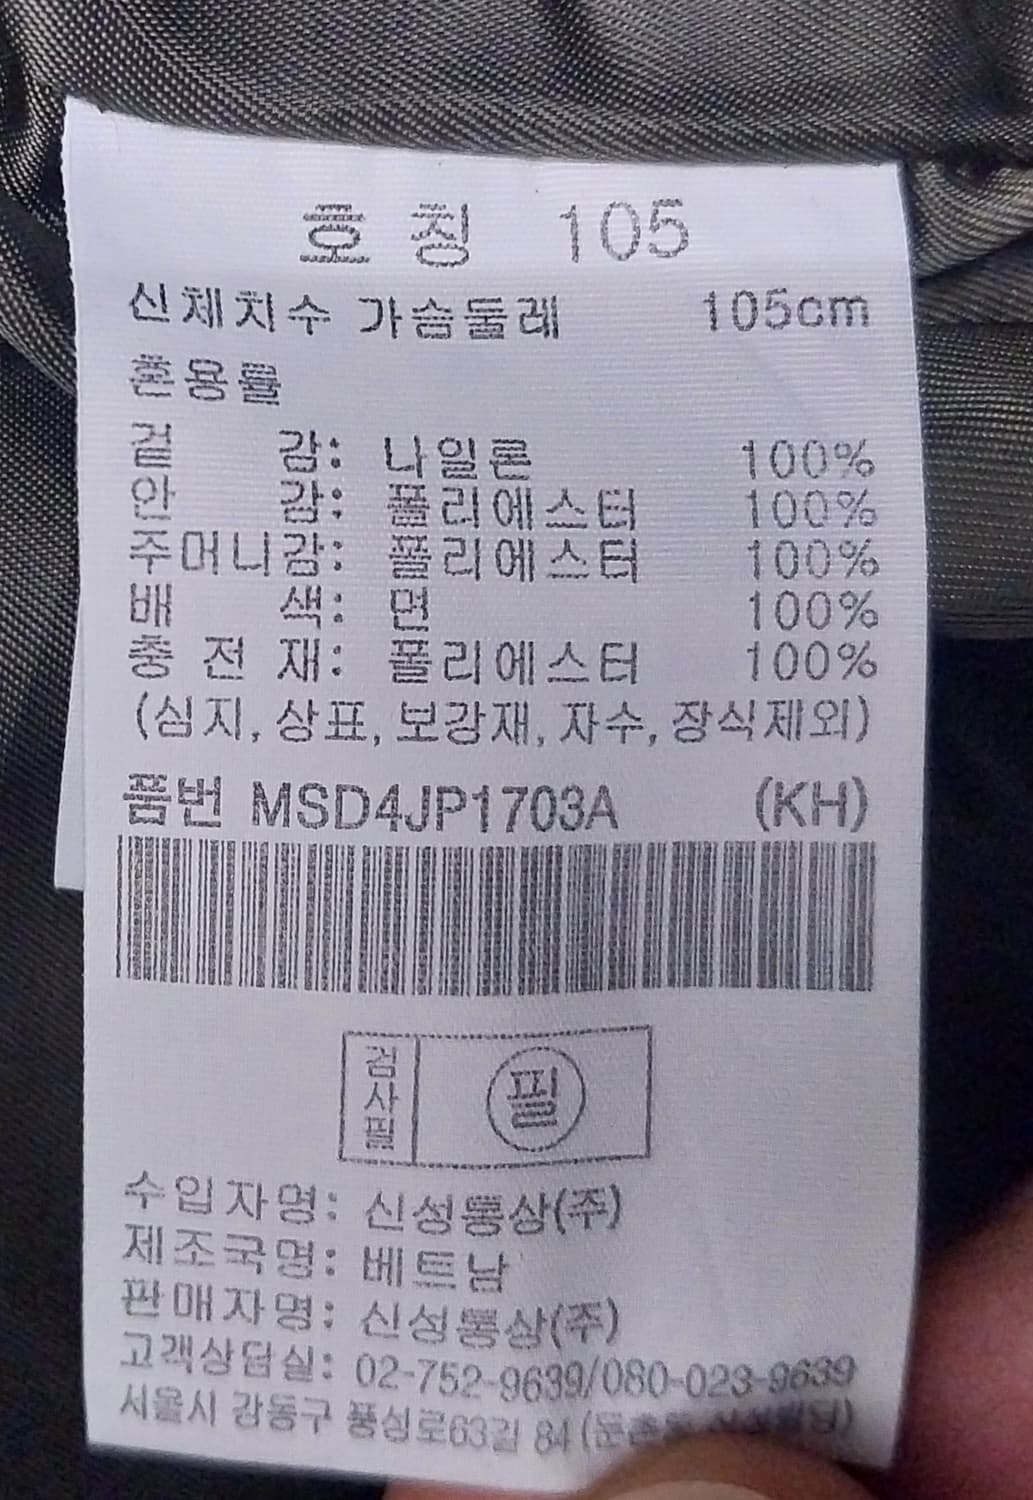 호 칭 105
신체치수 가슴둘레 105cm
혼용률
겉 감: 나일론 100%
안 감: 폴리에스터 100%
주머니감: 폴리에스터 100%
배 색: 면 100%
충 전 재: 폴리에스터 100%
(심지, 상표, 보강재, 자수, 장식제외)
품번 MSD4JP1703A (KH)
검사필 필
수입자명: 신성통상(주)
제조국명: 베트남
판매자명: 신성통상(주)
고객상담실: 02-752-9639/080-023-9639
서울시 강동구 풍성로63길 84